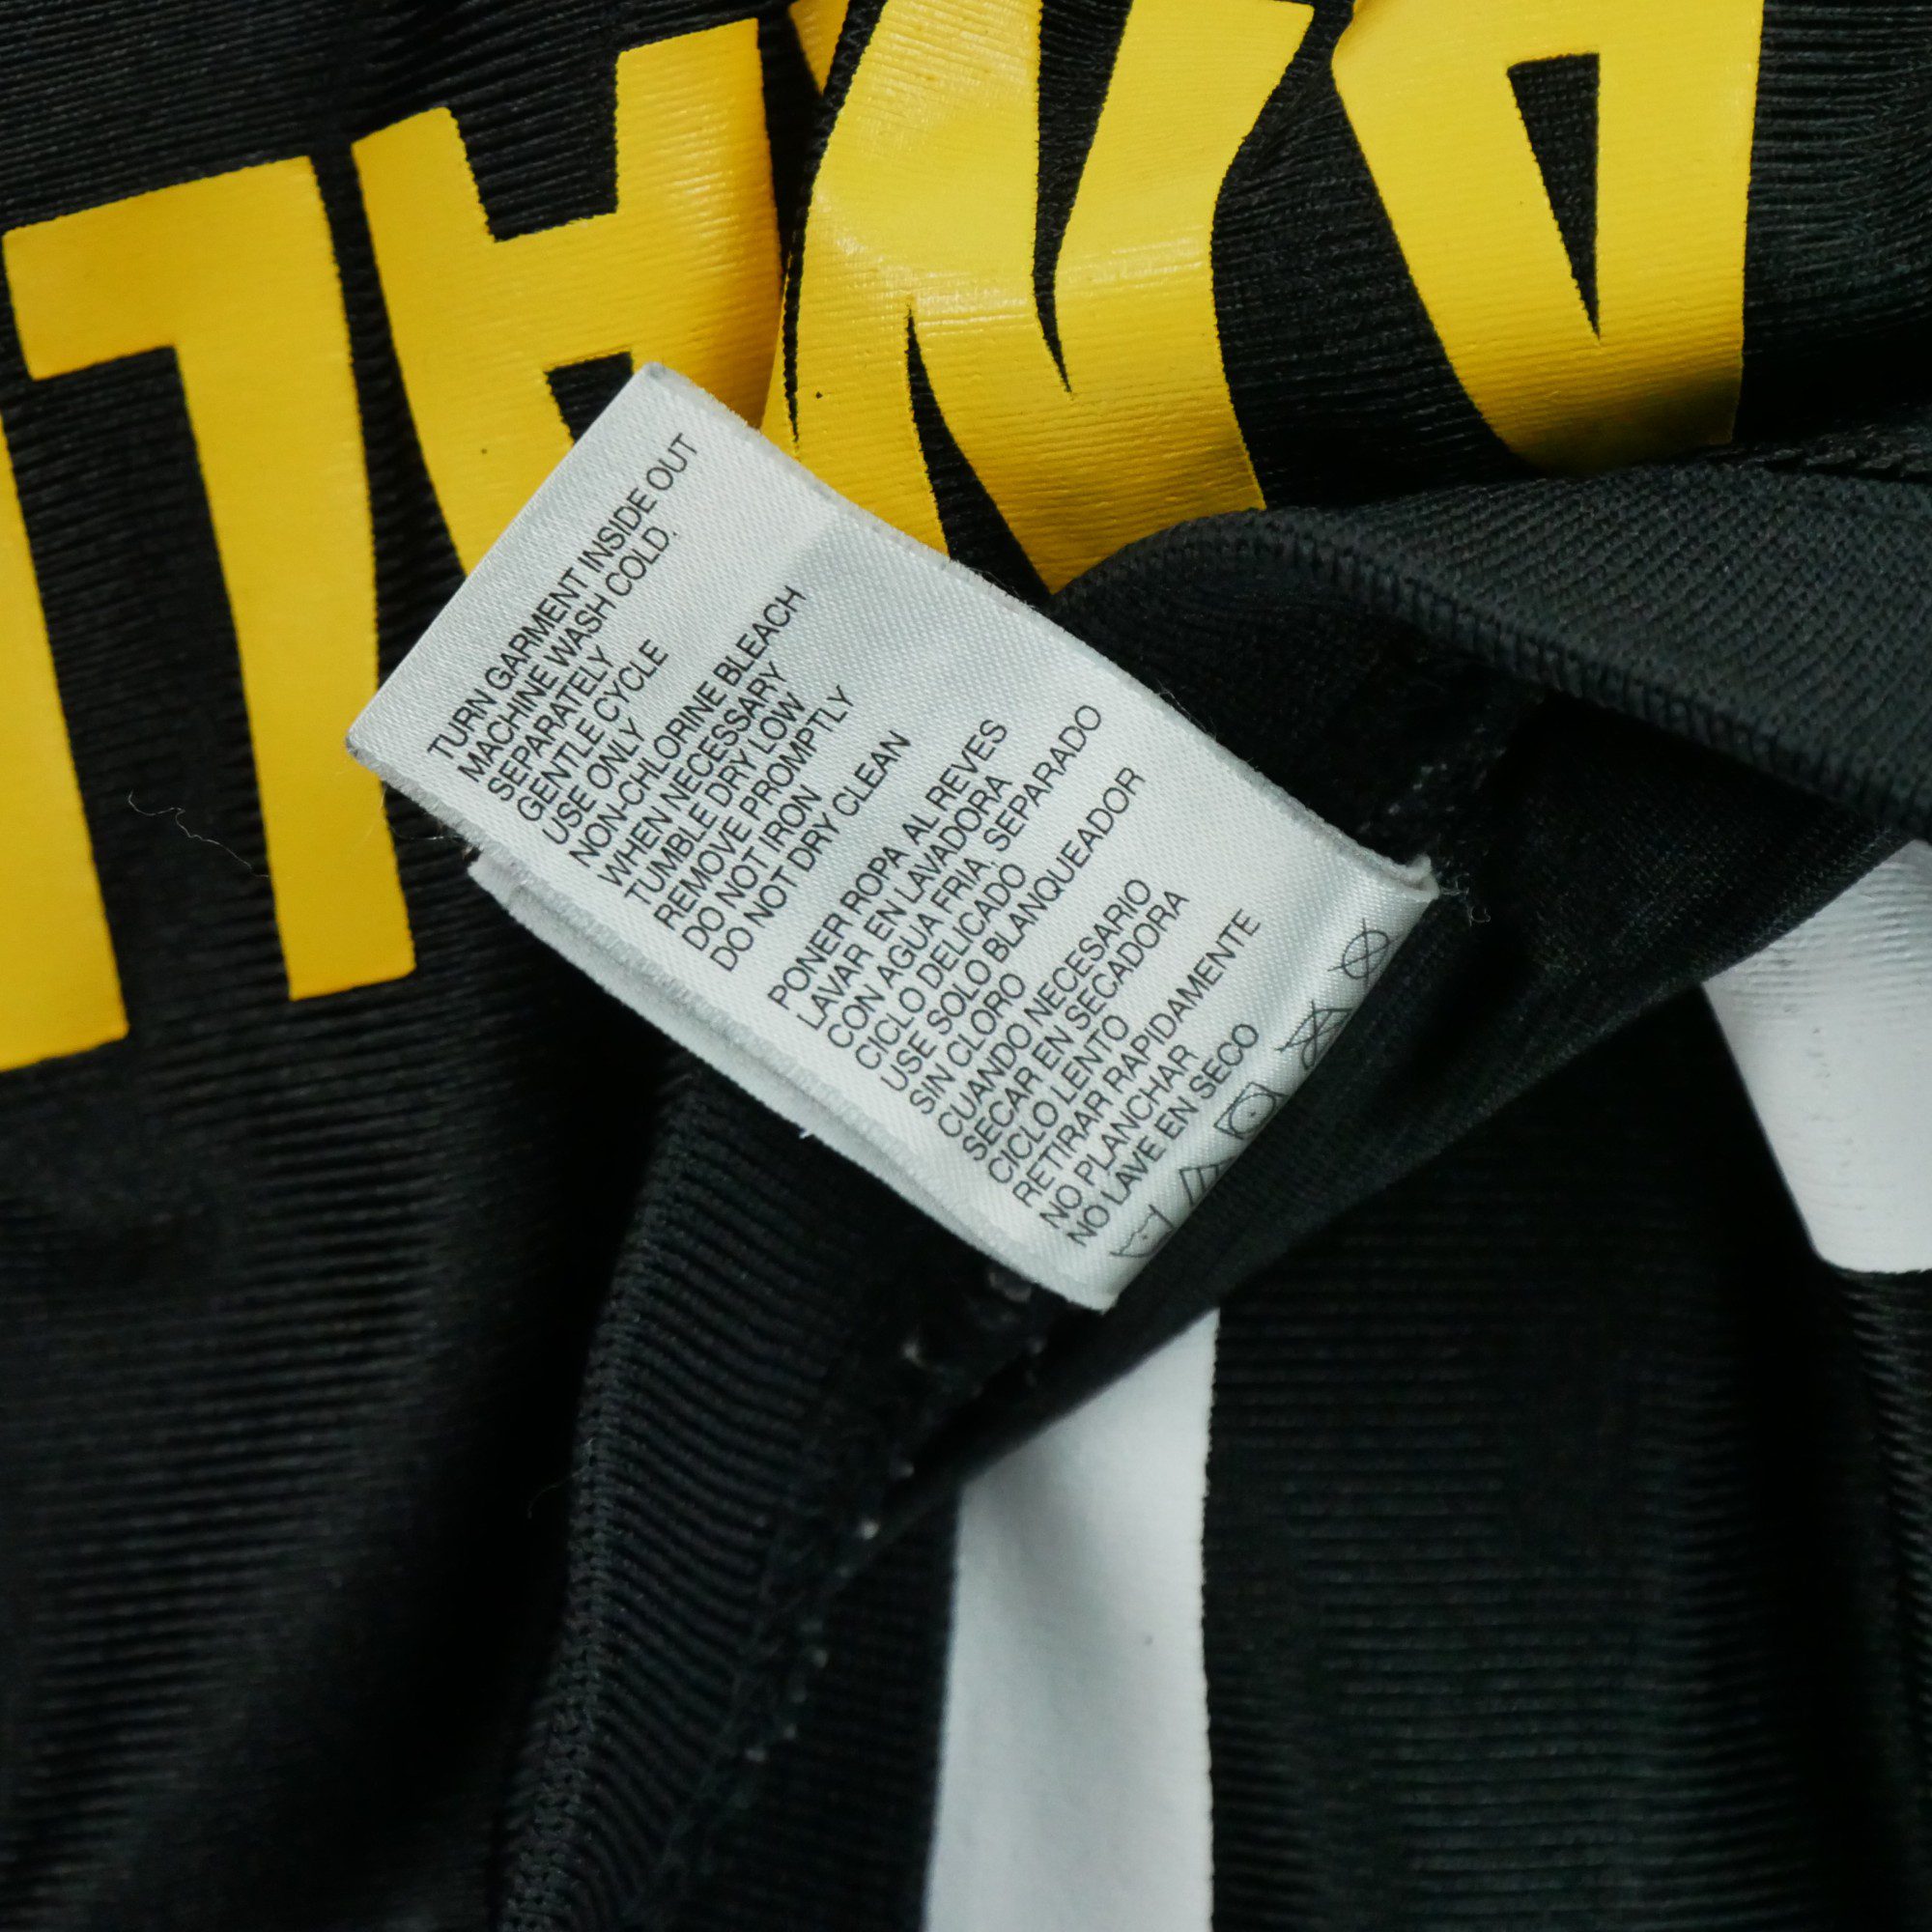 TURN GARMENT INSIDE OUT
MACHINE WASH COLD.
SEPARATELY
GENTLE CYCLE
USE ONLY
NON-CHLORINE BLEACH
WHEN NECESSARY
TUMBLE DRY LOW
REMOVE PROMPTLY
DO NOT IRON
DO NOT DRY CLEAN
PONER ROPA AL REVES
LAVAR EN LAVADORA
CON AGUA FRIA. SEPARADO
CICLO DELICADO
USE SOLO BLANQUEADOR
SIN CLORO
CUANDO NECESARIO
SECAR EN SECADORA
CICLO LENTO
RETIRAR RAPIDAMENTE
NO PLANCHAR
NO LAVE EN SECO